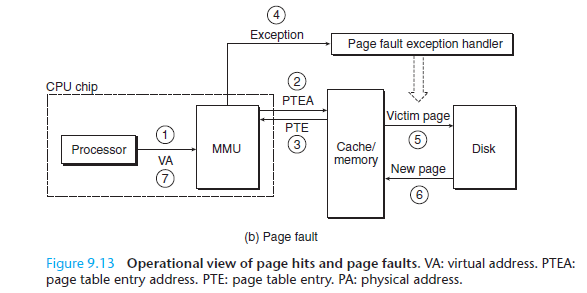 4
Exception
Page fault exception handler
CPU chip
2
PTEA
Victim page
1
PTE
5
Processor
MMU
3
Cache/
memory
Disk
VA
New page
7
6
(b) Page fault
Figure 9.13 Operational view of page hits and page faults. VA: virtual address. PTEA:
page table entry address. PTE: page table entry. PA: physical address.